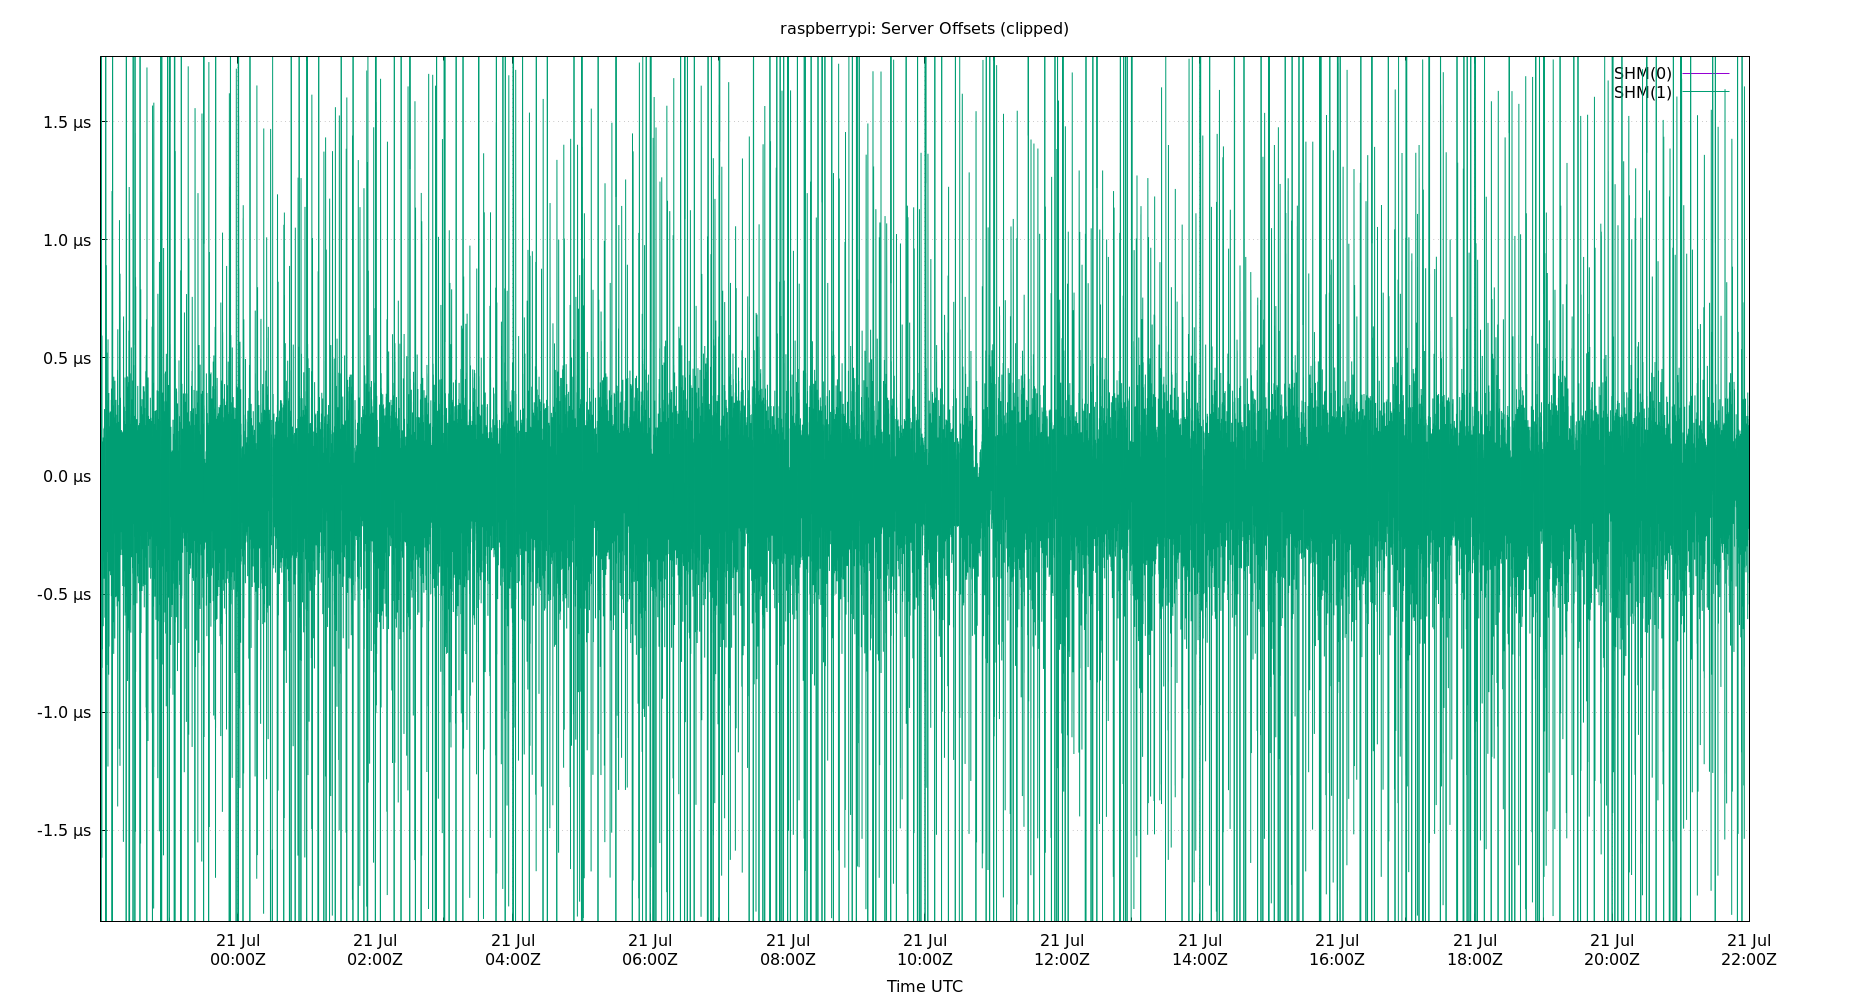 raspberrypi: Server Offsets (clipped)
SHM(0)
SHM(1)
1.5 µs
1.0 µs
0.5 µs
0.0 µs
-0.5 µs
-1.0 µs
-1.5 µs
21 Jul 21 Jul 21 Jul 21 Jul 21 Jul 21 Jul 21 Jul 21 Jul 21 Jul 21 Jul 21 Jul 21 Jul
00:00Z 02:00Z 04:00Z 06:00Z 08:00Z 10:00Z 12:00Z 14:00Z 16:00Z 18:00Z 20:00Z 22:00Z
Time UTC